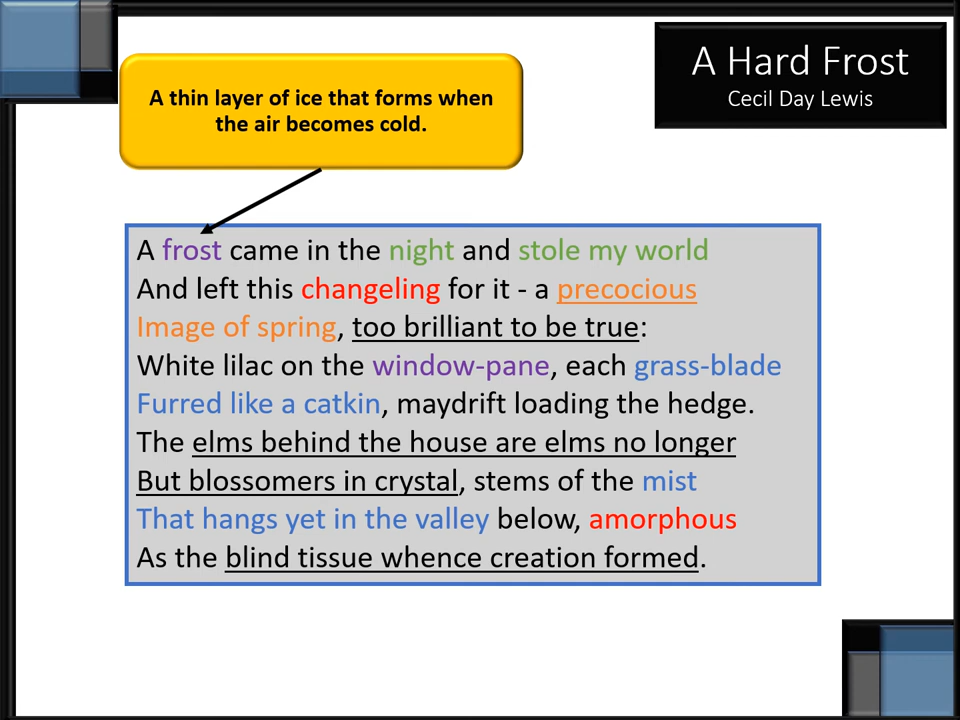 A Hard Frost
Cecil Day Lewis
A thin layer of ice that forms when
the air becomes cold.
A frost came in the night and stole my world
And left this changeling for it - a precocious
Image of spring, too brilliant to be true:
White lilac on the window-pane, each grass-blade
Furred like a catkin, maydrift loading the hedge.
The elms behind the house are elms no longer
But blossomers in crystal, stems of the mist
That hangs yet in the valley below, amorphous
As the blind tissue whence creation formed.